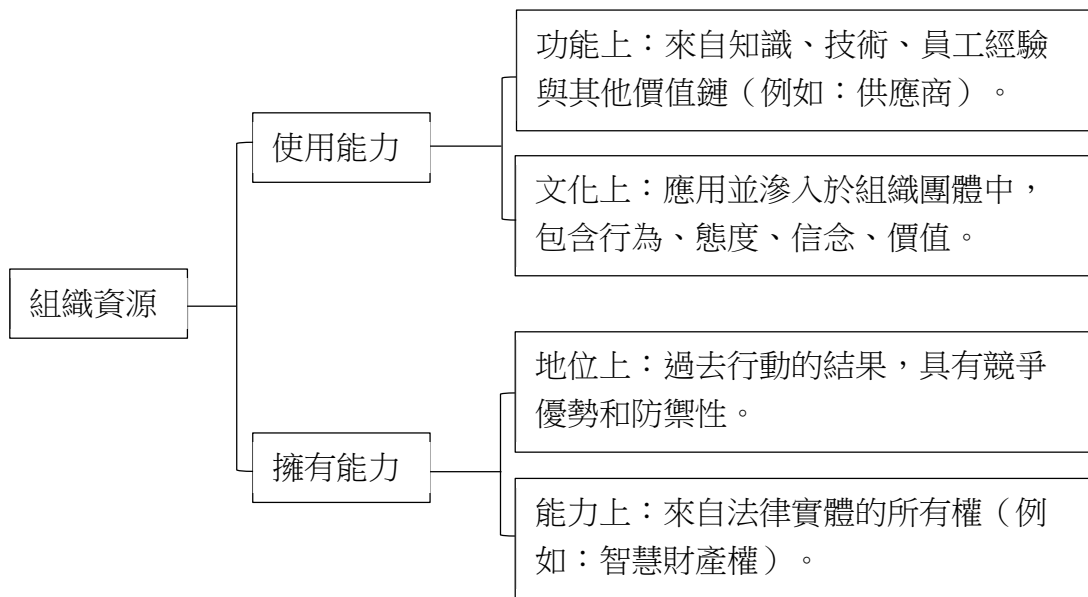 功能上：來自知識、技術、員工經驗
與其他價值鏈（例如：供應商）。
使用能力
文化上：應用並滲入於組織團體中，
包含行為、態度、信念、價值。
組織資源
地位上：過去行動的結果，具有競爭
優勢和防禦性。
擁有能力
能力上：來自法律實體的所有權（例
如：智慧財產權）。